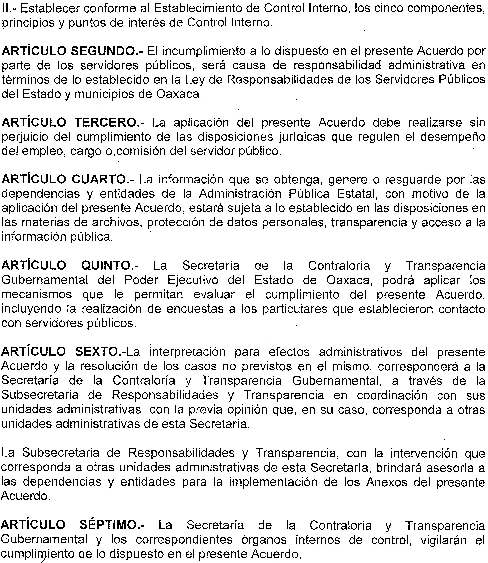 II.- Establecer conforme al Establecimiento de Control Interno, los cinco componentes,
principios y puntos de interés de Control Interno.
ARTÍCULO SEGUNDO.- El incumplimiento a lo dispuesto en el presente Acuerdo por
parte de los servidores públicos, será causa de responsabilidad administrativa en
términos de lo establecido en la Ley de Responsabilidades de los Servidores Públicos
del Estado y municipios de Oaxaca
ARTÍCULO TERCERO.- La aplicación del presente Acuerdo debe realizarse sin
perjuicio del cumplimiento de las disposiciones jurídicas que regulen el desempeño
del empleo, cargo o comisión del servidor público.
ARTÍCULO CUARTO.- La información que se obtenga, genere o resguarde por las
dependencias y entidades de la Administración Pública Estatal, con motivo de la
aplicación del presente Acuerdo, estará sujeta a lo establecido en las disposiciones en
las materias de archivos, protección de datos personales, transparencia y acceso a la
información pública.
ARTÍCULO QUINTO.- La Secretaría de la Contraloría y Transparencia
Gubernamental del Poder Ejecutivo del Estado de Oaxaca, podrá aplicar los
mecanismos que le permitan evaluar el cumplimiento del presente Acuerdo,
incluyendo la realización de encuestas a los particulares que establecieron contacto
con servidores públicos.
ARTÍCULO SEXTO.-La interpretación para efectos administrativos del presente
Acuerdo y la resolución de los casos no previstos en el mismo, corresponderá a la
Secretaría de la Contraloría y Transparencia Gubernamental, a través de la
Subsecretaría de Responsabilidades y Transparencia en coordinación con sus
unidades administrativas con la previa opinión que, en su caso, corresponda a otras
unidades administrativas de esta Secretaría.
La Subsecretaría de Responsabilidades y Transparencia, con la intervención que
corresponda a otras unidades administrativas de esta Secretaría, brindará asesoría a
las dependencias y entidades para la implementación de los Anexos del presente
Acuerdo.
ARTÍCULO SÉPTIMO.- La Secretaría de la Contraloría y Transparencia
Gubernamental y los correspondientes órganos internos de control, vigilarán el
cumplimiento de lo dispuesto en el presente Acuerdo.